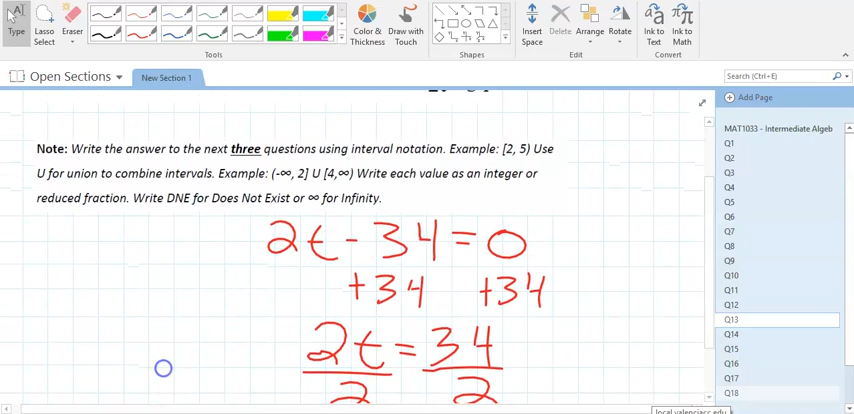 Type
Lasso Select
Eraser
Color & Thickness
Draw with Touch
Insert Space
Delete
Arrange
Rotate
Ink to Text
Ink to Math
Tools
Shapes
Edit
Convert
Open Sections
New Section 1
Search (Ctrl+E)
Add Page
Note: Write the answer to the next three questions using interval notation. Example: [2, 5) Use
U for union to combine intervals. Example: (-∞, 2] U [4,∞) Write each value as an integer or
reduced fraction. Write DNE for Does Not Exist or ∞ for Infinity.
2t - 34 = 0
+34 +34
2t = 34
2 2
MAT1033 - Intermediate Algeb
Q1
Q2
Q3
Q4
Q5
Q6
Q7
Q8
Q9
Q10
Q11
Q12
Q13
Q14
Q15
Q16
Q17
Q18
local.valenciacc.edu